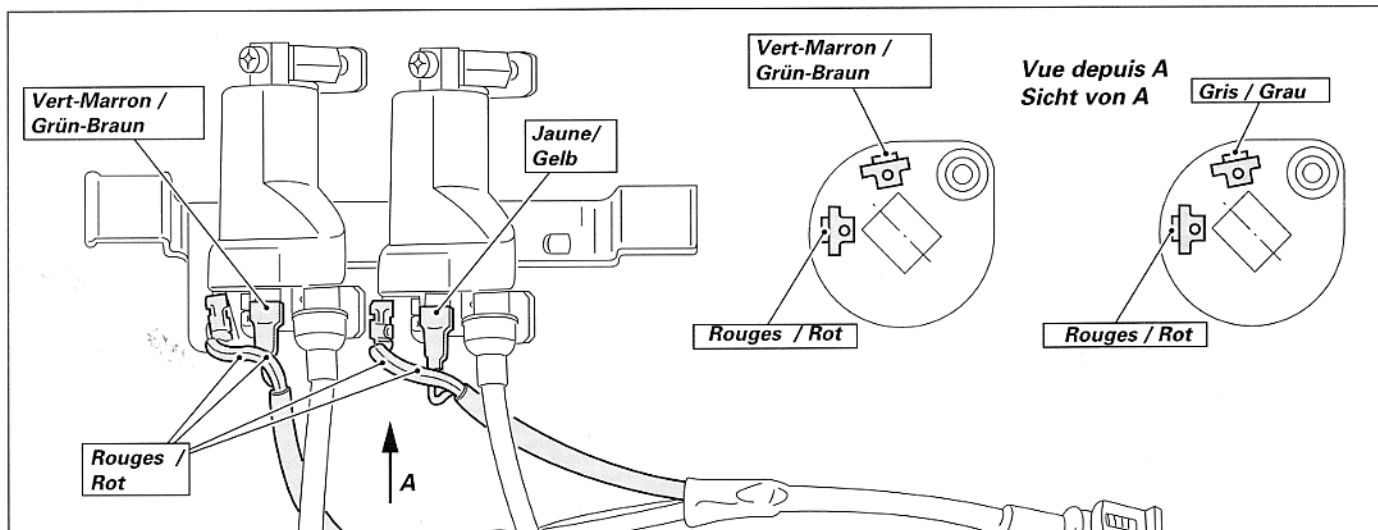 Vert-Marron /
Grün-Braun
Jaune/
Gelb
Rouges /
Rot
A
Vert-Marron /
Grün-Braun
Rouges / Rot
Vue depuis A
Sicht von A
Gris / Grau
Rouges / Rot